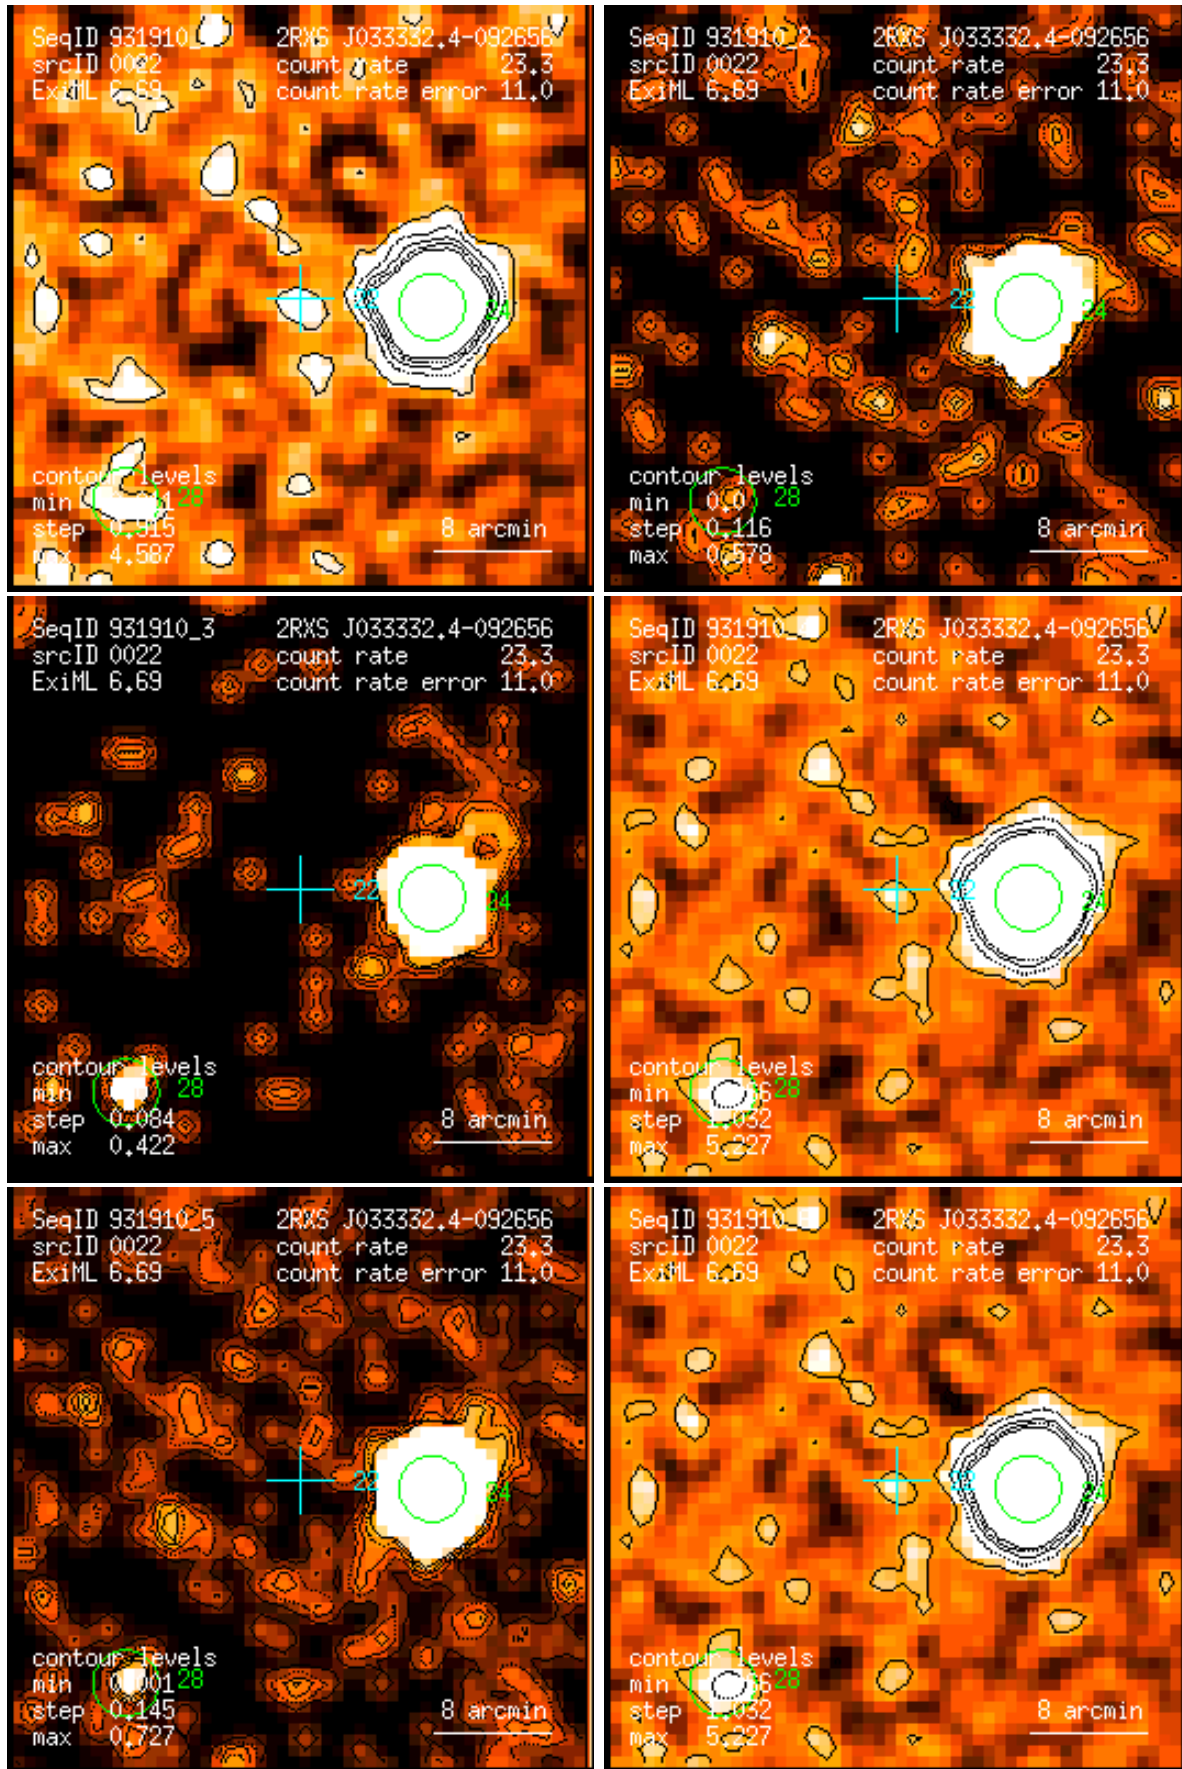 SeqID 931910_ 2RXS J033332.4-092656
srcID 0022 count rate 23.3
ExiML 6.69 count rate error 11.0
22
24
contour levels
min 28
step 0.915 8 arcmin
max 4.587
SeqID 931910_2 2RXS J033332.4-092656
srcID 0022 count rate 23.3
ExiML 6.69 count rate error 11.0
22
24
contour levels
min 0.0 28
step 0.116 8 arcmin
max 0.578
SeqID 931910_3 2RXS J033332.4-092656
srcID 0022 count rate 23.3
ExiML 6.69 count rate error 11.0
22
24
contour levels
min 28
step 0.084 8 arcmin
max 0.422
SeqID 931910 2RXS J033332.4-092656
srcID 0022 count rate 23.3
ExiML 6.69 count rate error 11.0
22
24
contour levels
min 28
step 1.032 8 arcmin
max 5.227
SeqID 931910_5 2RXS J033332.4-092656
srcID 0022 count rate 23.3
ExiML 6.69 count rate error 11.0
22
24
contour levels
min 0.001 28
step 0.145 8 arcmin
max 0.727
SeqID 931910 2RXS J033332.4-092656
srcID 0022 count rate 23.3
ExiML 6.69 count rate error 11.0
22
24
contour levels
min 28
step 1.032 8 arcmin
max 5.227